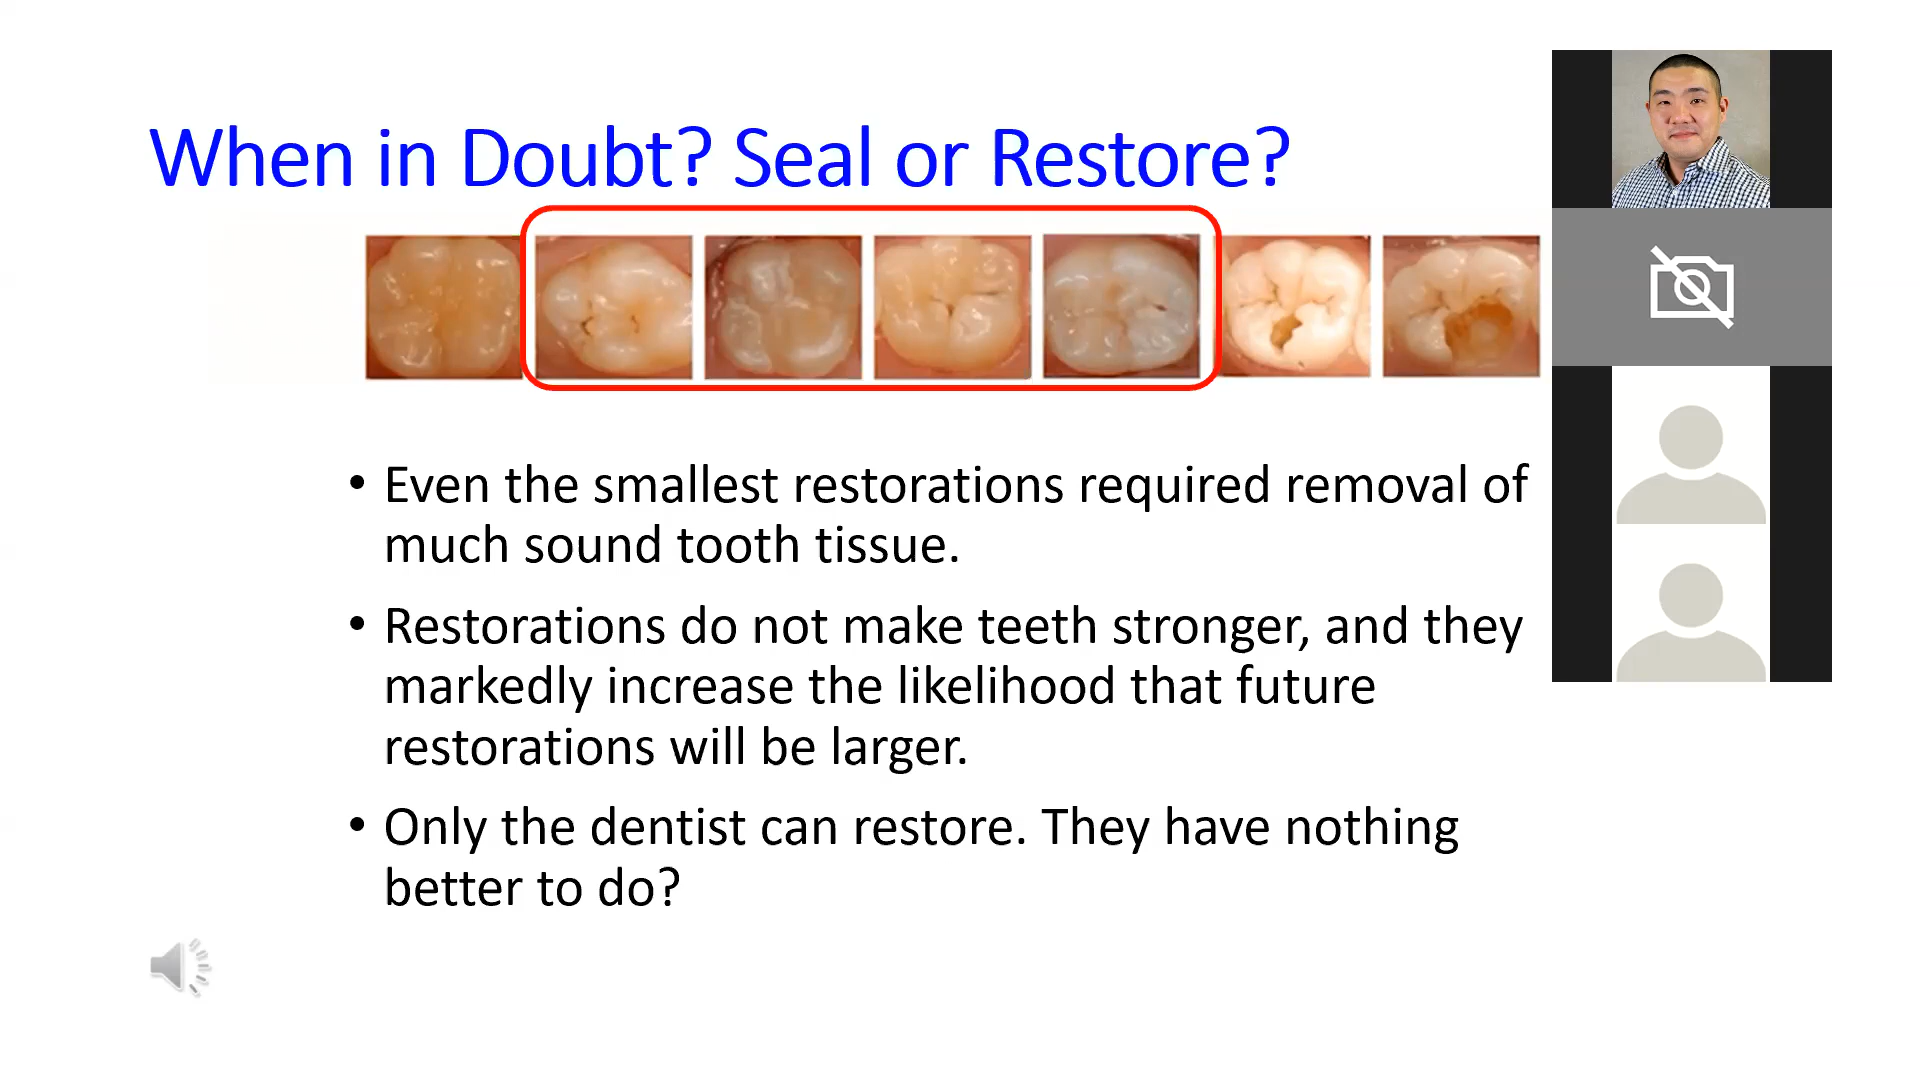 When in Doubt? Seal or Restore?
• Even the smallest restorations required removal of
much sound tooth tissue.
• Restorations do not make teeth stronger, and they
markedly increase the likelihood that future
restorations will be larger.
• Only the dentist can restore. They have nothing
better to do?